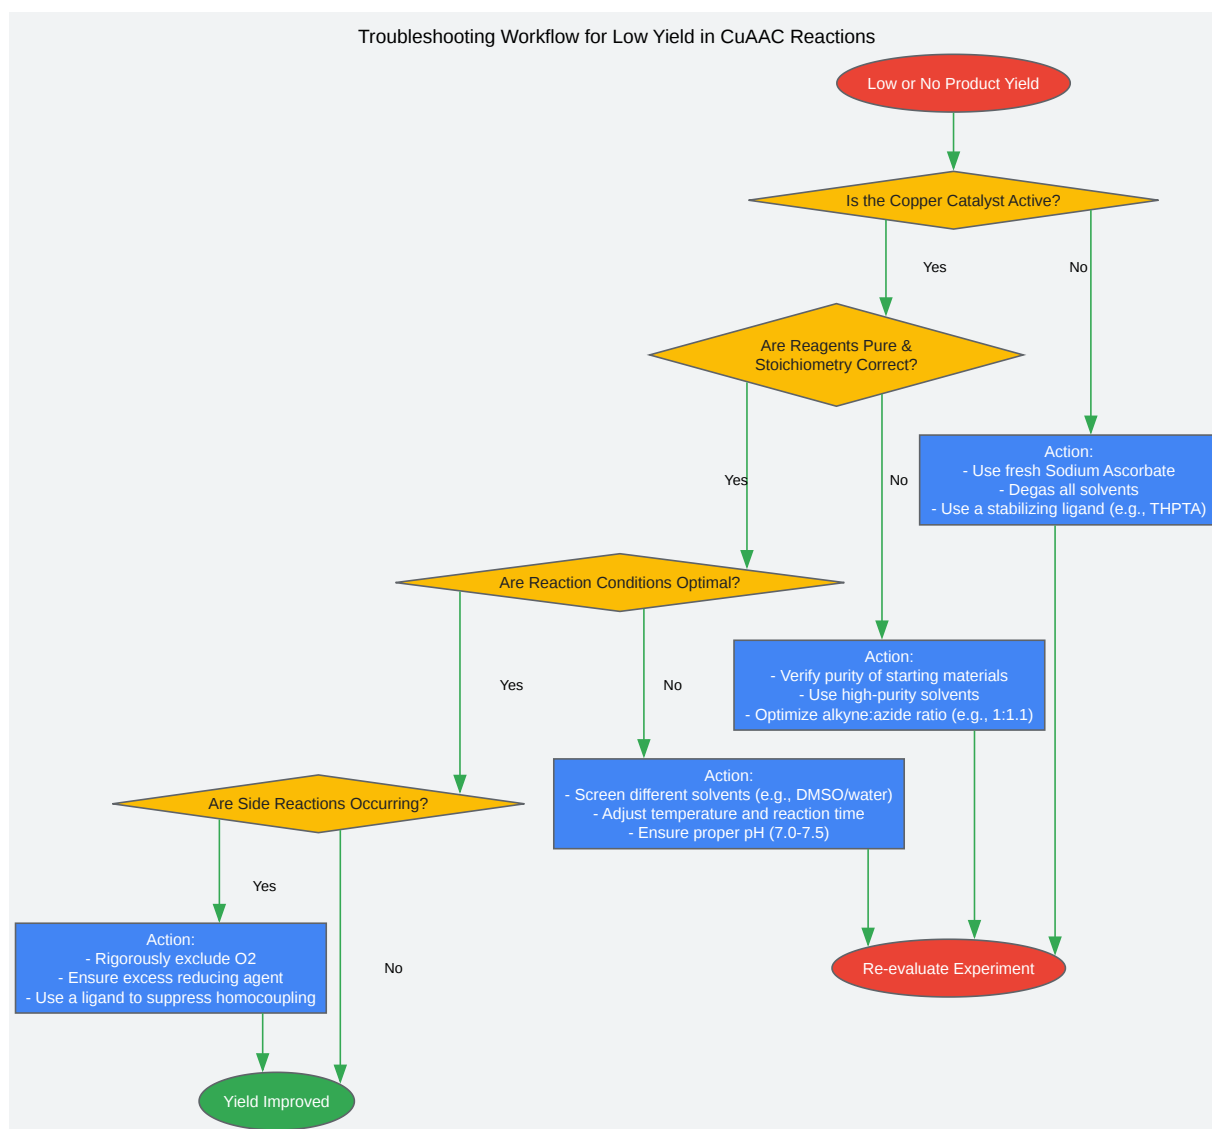 Troubleshooting Workflow for Low Yield in CuAAC Reactions
Low or No Product Yield
Is the Copper Catalyst Active?
Yes
No
Are Reagents Pure &
Stoichiometry Correct?
Action:
- Use fresh Sodium Ascorbate
- Degas all solvents
- Use a stabilizing ligand (e.g., THPTA)
Yes
No
Are Reaction Conditions Optimal?
Action:
- Verify purity of starting materials
- Use high-purity solvents
- Optimize alkyne:azide ratio (e.g., 1:1.1)
Yes
No
Action:
- Screen different solvents (e.g., DMSO/water)
- Adjust temperature and reaction time
- Ensure proper pH (7.0-7.5)
Are Side Reactions Occurring?
Yes
Action:
- Rigorously exclude O2
- Ensure excess reducing agent
- Use a ligand to suppress homocoupling
No
Re-evaluate Experiment
Yield Improved